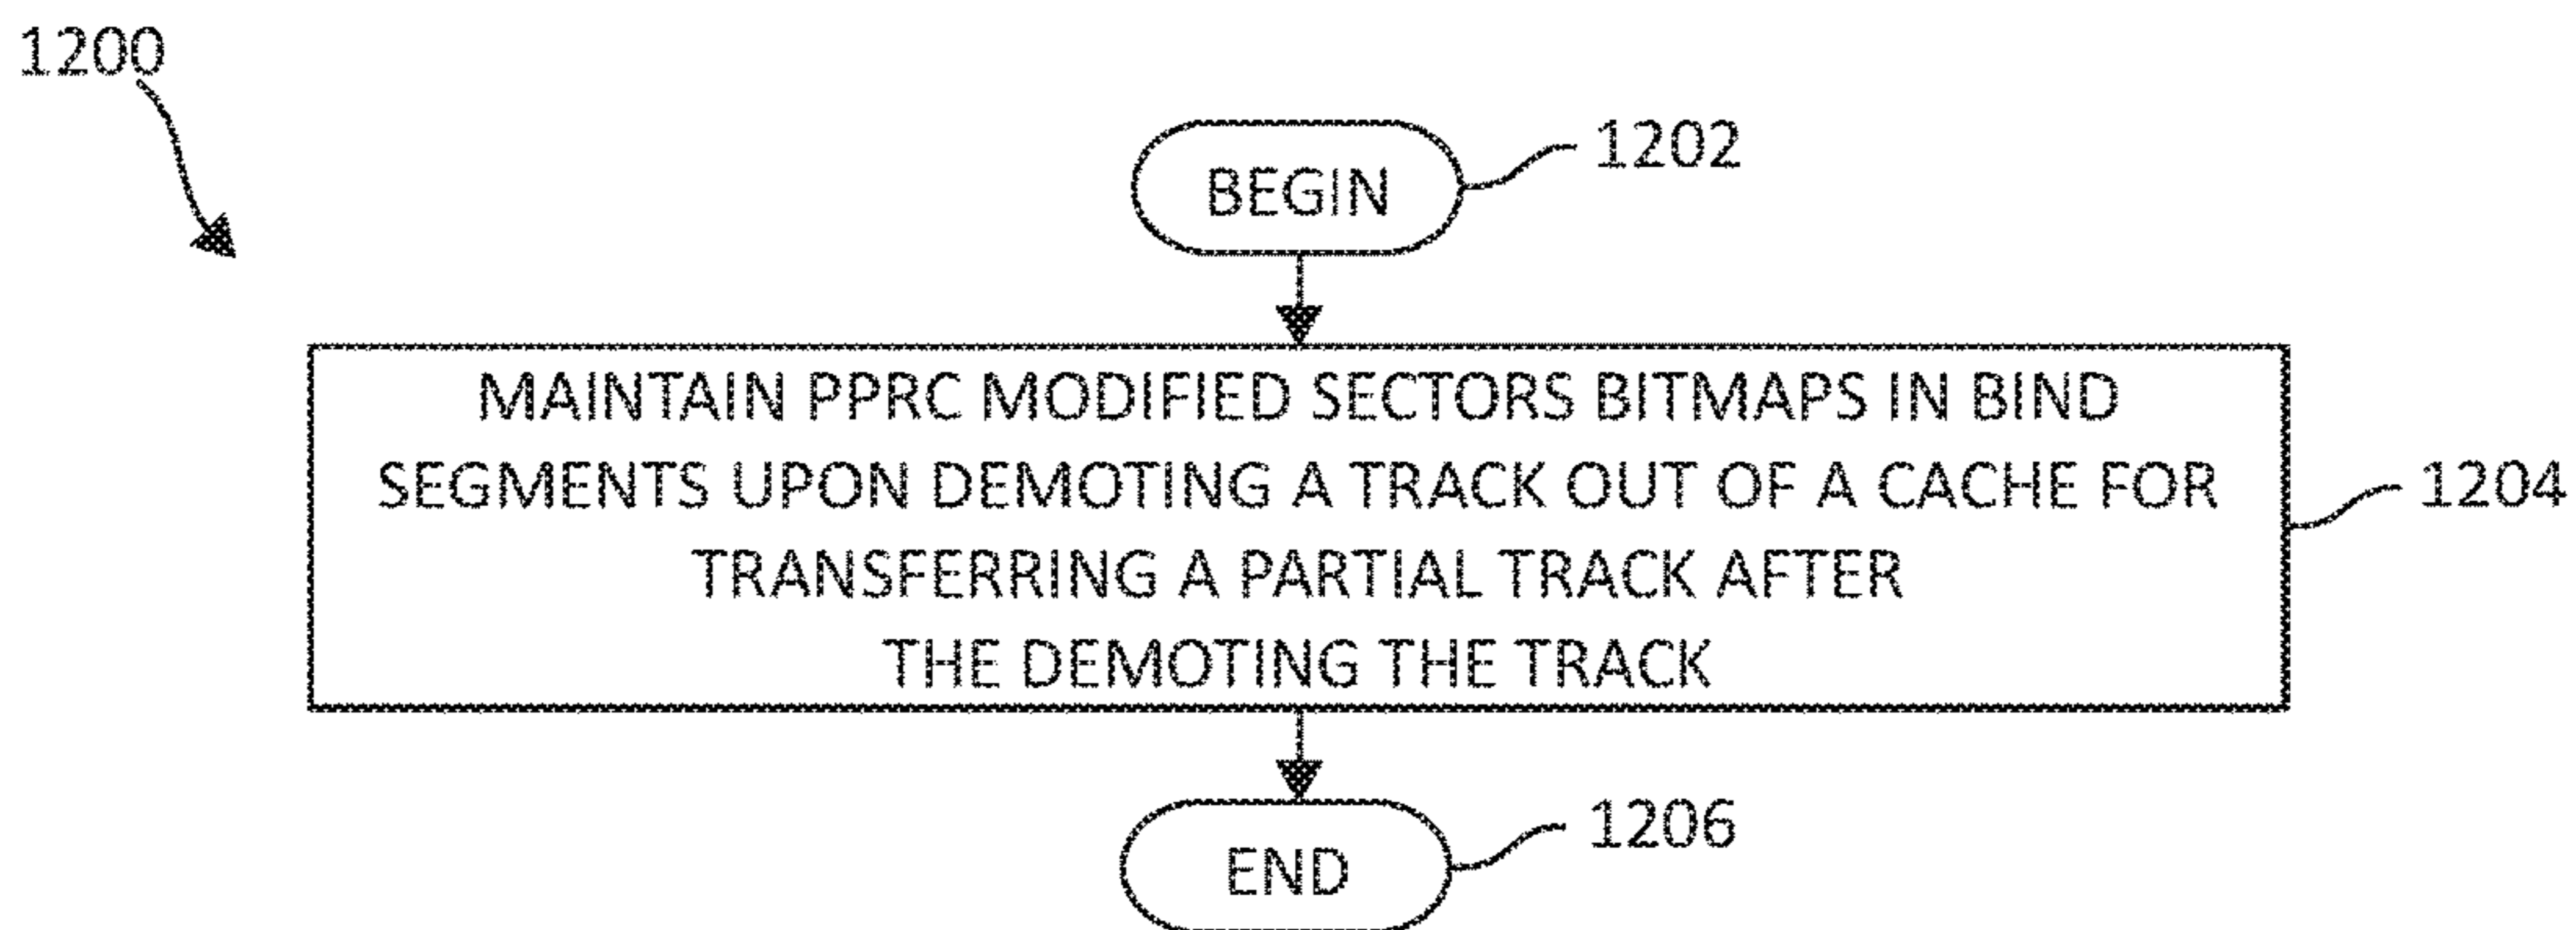 1200
BEGIN
1202
MAINTAIN PPRC MODIFIED SECTORS BITMAPS IN BIND
SEGMENTS UPON DEMOTING A TRACK OUT OF A CACHE FOR
TRANSFERRING A PARTIAL TRACK AFTER
THE DEMOTING THE TRACK
1204
END
1206